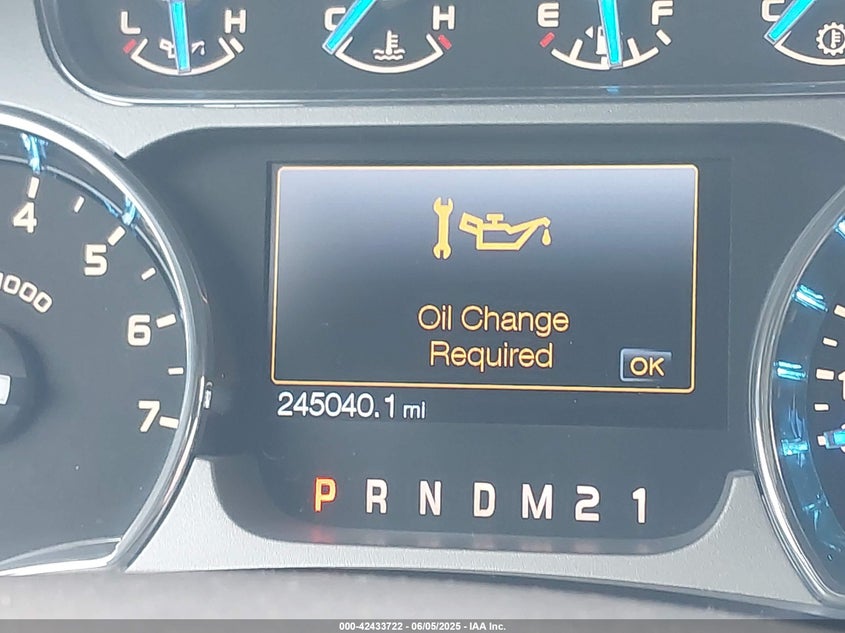 L H
C H
E F
C
4
5
000
6
7
Oil Change
Required
OK
245040.1 mi
P R N D M 2 1
000-42433722 - 06/05/2025 - IAA Inc.